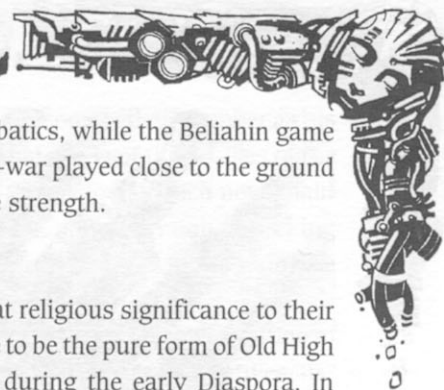 batics, while the Beliahin game
-war played close to the ground
strength.
at religious significance to their
to be the pure form of Old High
during the early Diaspora. In